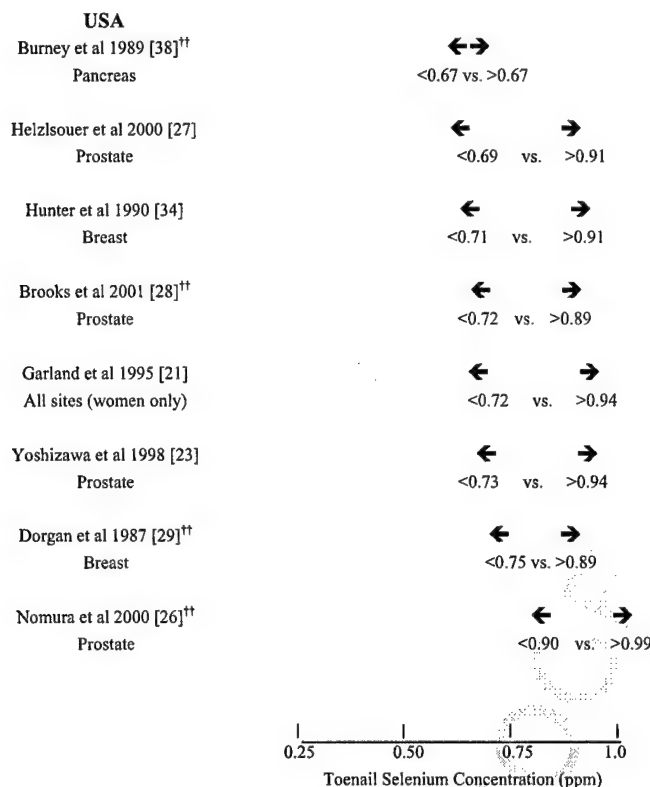 USA
Burney et al 1989 [38]††
Pancreas
<0.67 vs. >0.67
Helzlsouer et al 2000 [27]
Prostate
<0.69 vs. >0.91
Hunter et al 1990 [34]
Breast
<0.71 vs. >0.91
Brooks et al 2001 [28]††
Prostate
<0.72 vs. >0.89
Garland et al 1995 [21]
All sites (women only)
<0.72 vs. >0.94
Yoshizawa et al 1998 [23]
Prostate
<0.73 vs. >0.94
Dorgan et al 1987 [29]††
Breast
<0.75 vs. >0.89
Nomura et al 2000 [26]††
Prostate
<0.90 vs. >0.99
0.25 0.50 0.75 1.0
Toenail Selenium Concentration (ppm)